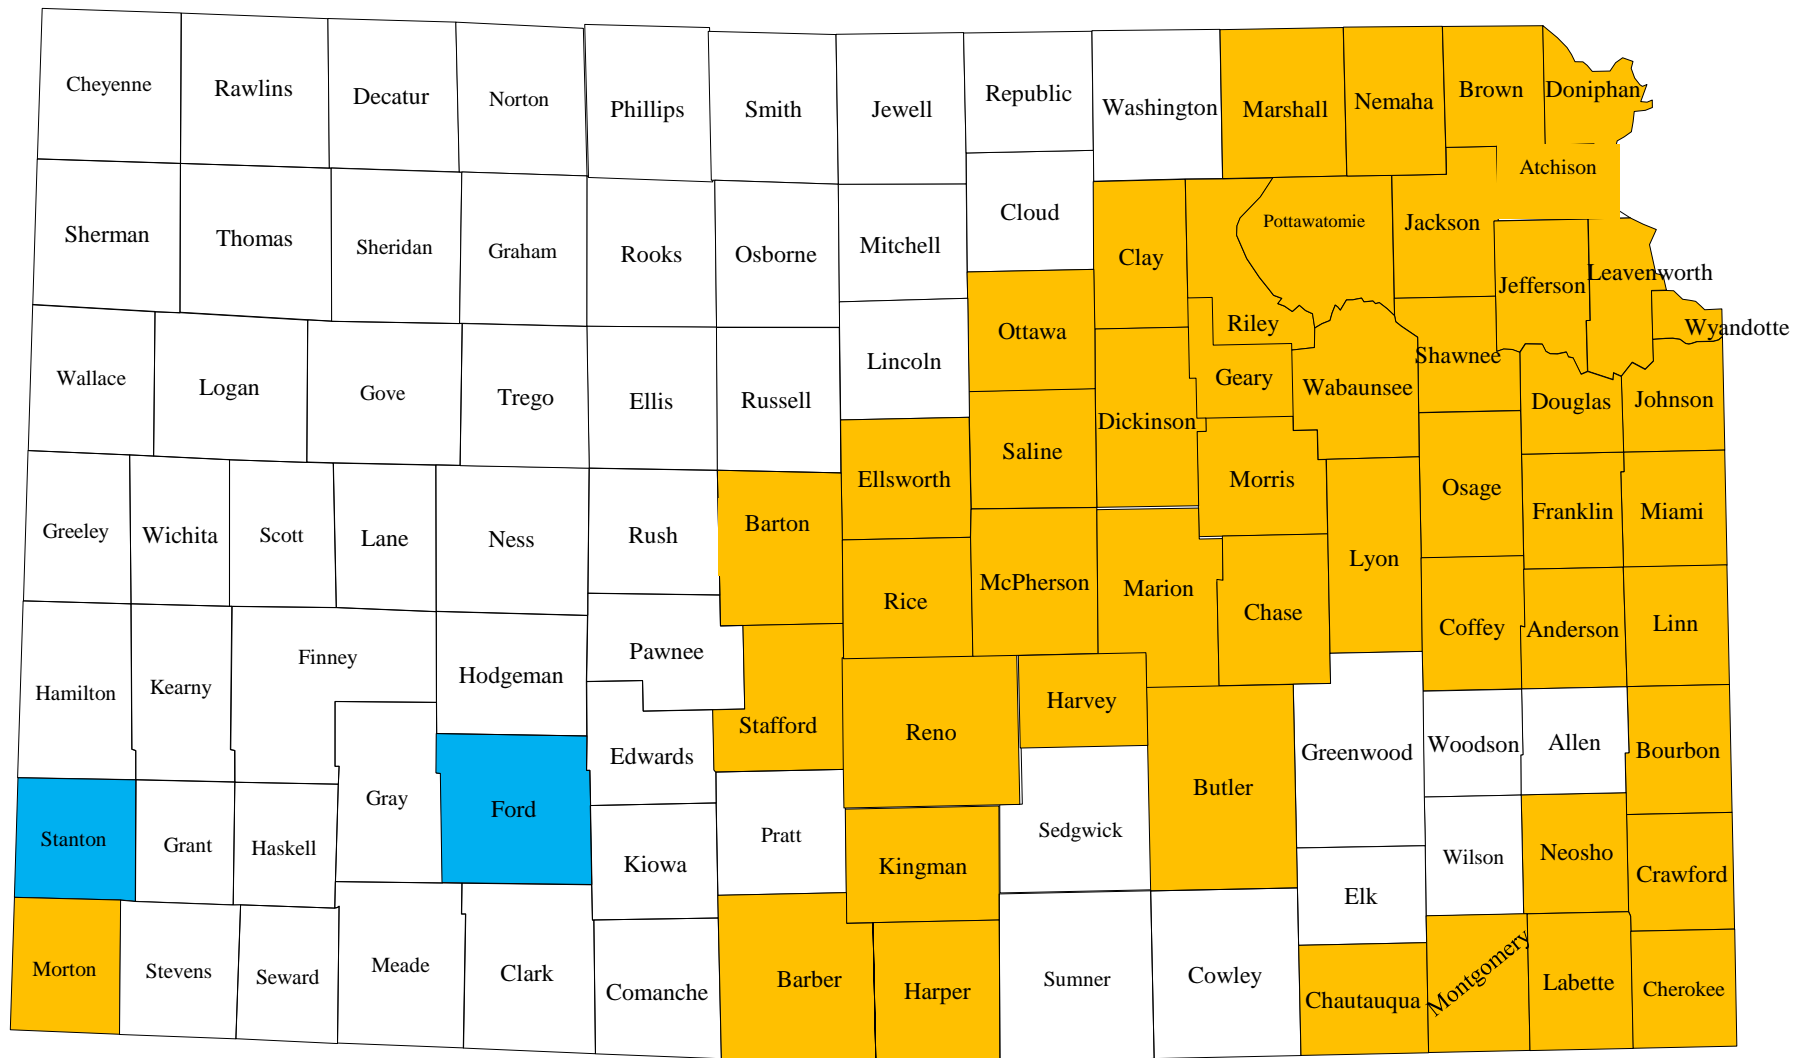 Cheyenne
Rawlins
Decatur
Norton
Phillips
Smith
Jewell
Republic
Washington
Marshall
Nemaha
Brown
Doniphan
Atchison
Sherman
Thomas
Sheridan
Graham
Rooks
Osborne
Mitchell
Cloud
Clay
Pottawatomie
Jackson
Jefferson
Leavenworth
Wyandotte
Wallace
Logan
Gove
Trego
Ellis
Russell
Lincoln
Ottawa
Riley
Geary
Wabaunsee
Shawnee
Douglas
Johnson
Saline
Dickinson
Ellsworth
Morris
Osage
Franklin
Miami
Greeley
Wichita
Scott
Lane
Ness
Rush
Barton
Rice
McPherson
Marion
Chase
Lyon
Coffey
Anderson
Linn
Hamilton
Kearny
Finney
Hodgeman
Pawnee
Stafford
Reno
Harvey
Butler
Greenwood
Woodson
Allen
Bourbon
Stanton
Grant
Haskell
Gray
Ford
Edwards
Kiowa
Pratt
Kingman
Sedgwick
Elk
Wilson
Neosho
Crawford
Morton
Stevens
Seward
Meade
Clark
Comanche
Barber
Harper
Sumner
Cowley
Chautauqua
Montgomery
Labette
Cherokee